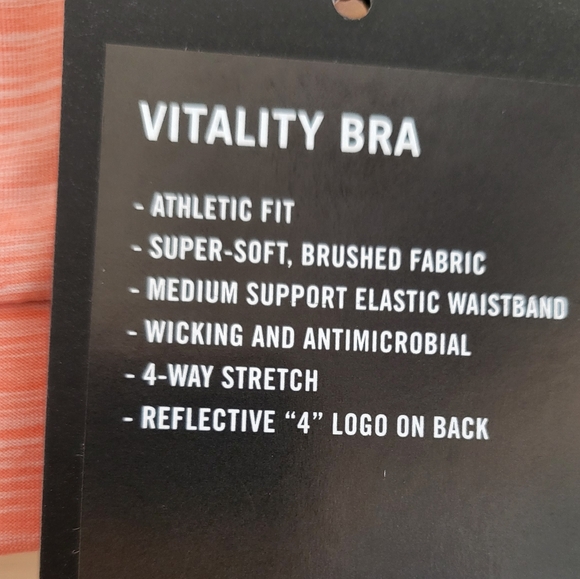 VITALITY BRA
- ATHLETIC FIT
- SUPER-SOFT, BRUSHED FABRIC
- MEDIUM SUPPORT ELASTIC WAISTBAND
- WICKING AND ANTIMICROBIAL
- 4-WAY STRETCH
- REFLECTIVE “4” LOGO ON BACK